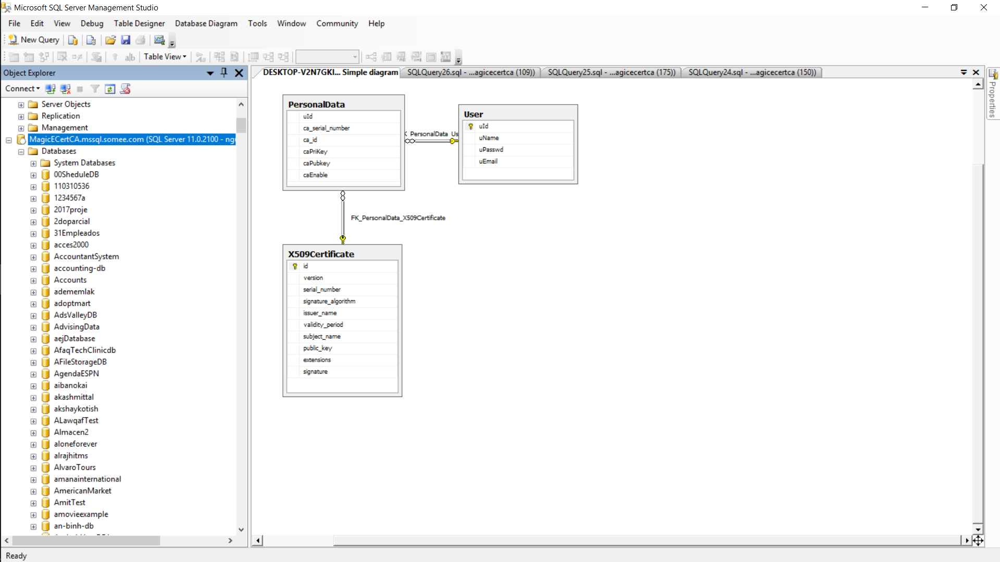 Microsoft SQL Server Management Studio
File Edit View Debug Table Designer Database Diagram Tools Window Community Help
New Query
ab Table View
Object Explorer
Connect
Server Objects
Replication
Management
MagicECertCA.mssql.somee.com (SQL Server 11.0.2100 -
Databases
System Databases
00SheduleDB
110310536
1234567a
2017proje
2doparcial
31Empleados
acces2000
AccountantSystem
accounting-db
Accounts
adememlak
adoptmart
AdsValleyDB
AdvisingData
aejDatabase
AfaqTechClinicdb
AFileStorageDB
AgendaESPN
aibanokai
akashmittal
akshaykotish
ALawqafTest
Almacen2
aloneforever
alrajhitms
AlvaroTours
amanainternational
AmericanMarket
AmitTest
amovieexample
an-binh-db
DESKTOP-V2N7GKI... Simple diagram
SQLQuery26.sql - ...agicecertca (109))
SQLQuery25.sql - ...agicecertca (175))
SQLQuery24.sql - ...agicecertca (150))
PersonalData
uId
ca_serial_number
ca_id
caPriKey
caPubkey
caEnable
_PersonalData_Us
User
uId
uName
uPasswd
uEmail
FK_PersonalData_X509Certificate
X509Certificate
id
version
serial_number
signature_algorithm
issuer_name
validity_period
subject_name
public_key
extensions
signature
Properties
Ready